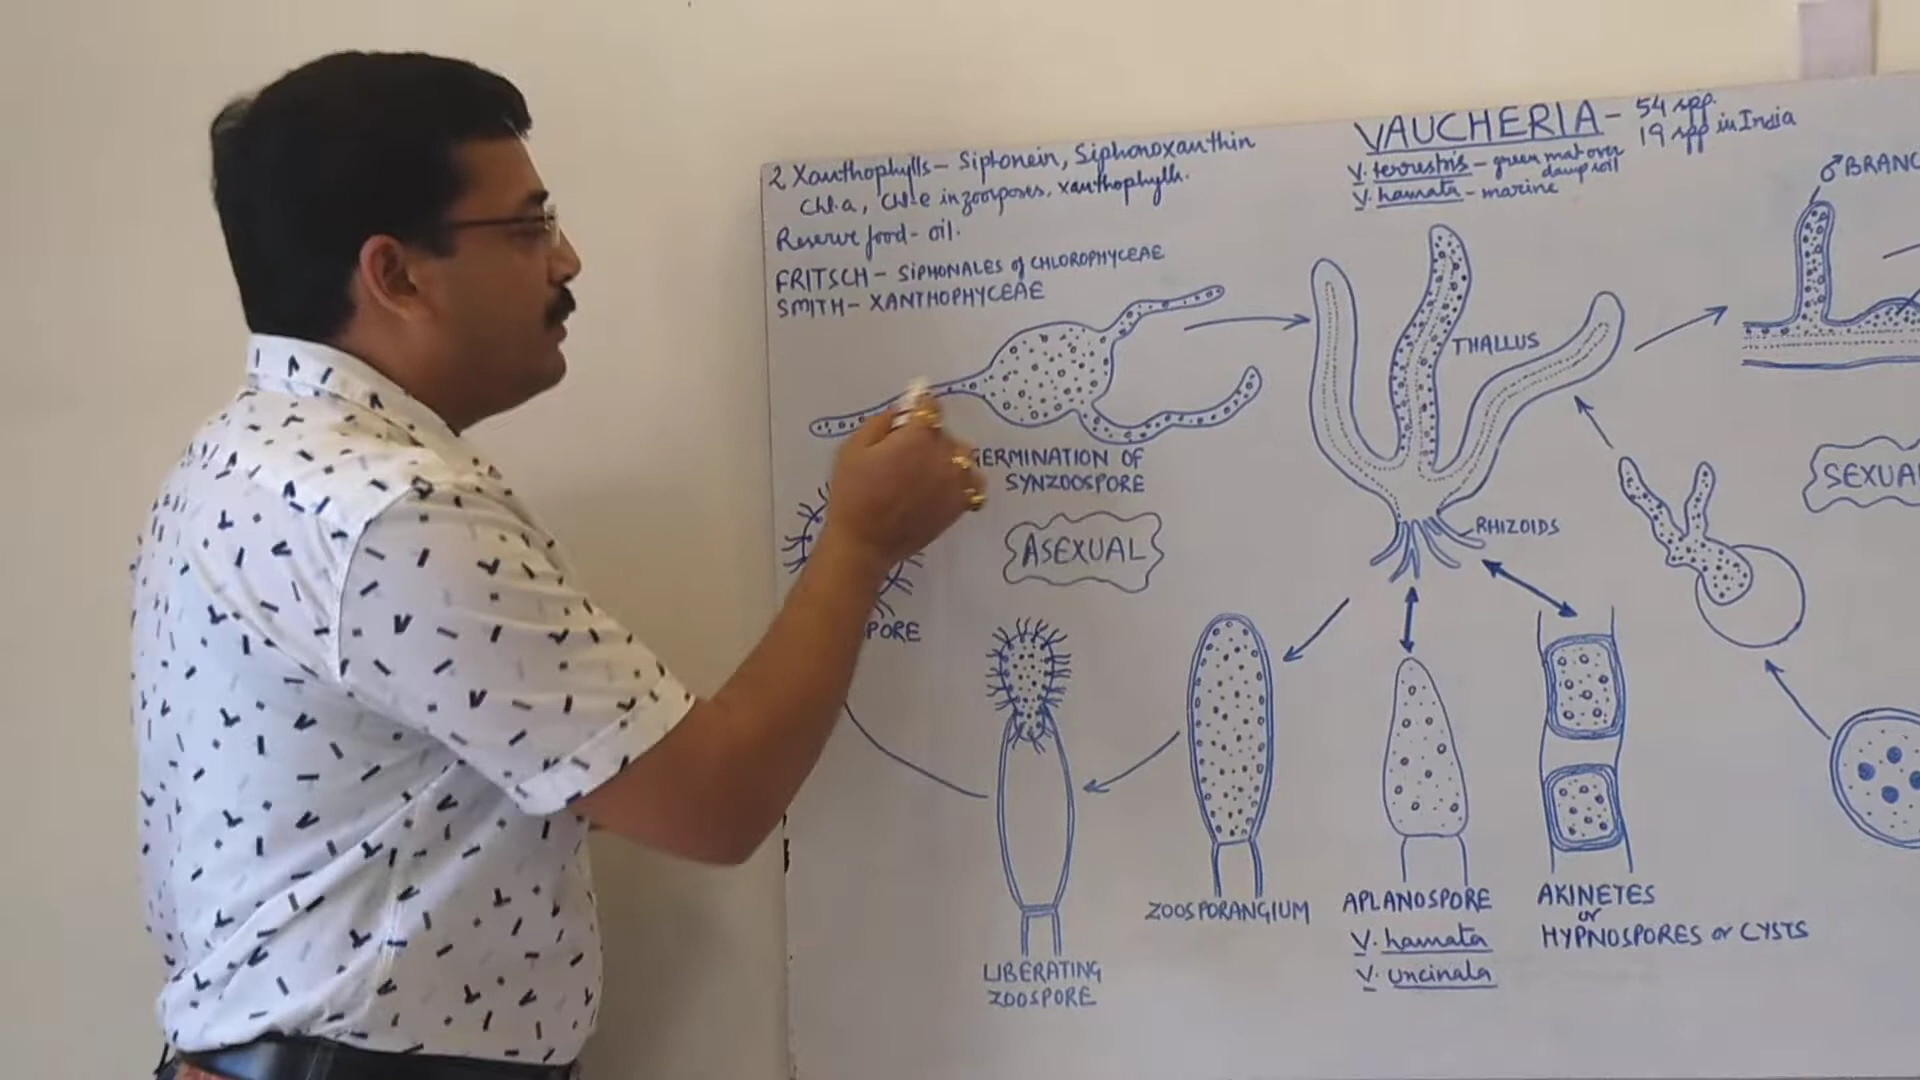 2 Xanthophylls- Siphonein, Siphonoxanthin
Chl.a, Chl-e in zoospores, xanthophylls.
Reserve food- oil.
FRITSCH- SIPHONALES of CHLOROPHYCEAE
SMITH- XANTHOPHYCEAE
VAUCHERIA- 54 spp.
19 spp in India
V. terrestris - green mat over
damp soil
V. hamata - marine
♂ BRANC
THALLUS
GERMINATION OF
SYNZOOSPORE
SEXUA
RHIZOIDS
ASEXUAL
SPORE
ZOOSPORANGIUM
APLANOSPORE
V. hamata
V. uncinata
AKINETES
or
HYPNOSPORES or CYSTS
LIBERATING
ZOOSPORE